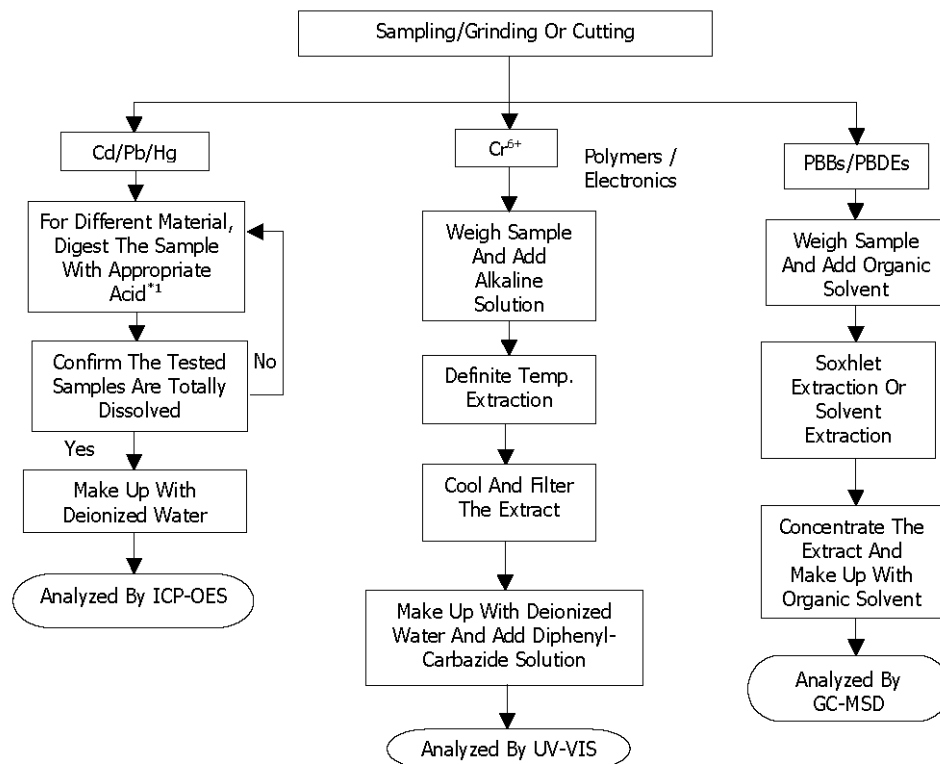 Sampling/Grinding Or Cutting
Cd/Pb/Hg
For Different Material,
Digest The Sample
With Appropriate
Acid*1
Confirm The Tested
Samples Are Totally
Dissolved
No
Yes
Make Up With
Deionized Water
Analyzed By ICP-OES
Cr6+
Polymers /
Electronics
Weigh Sample
And Add
Alkaline
Solution
Definite Temp.
Extraction
Cool And Filter
The Extract
Make Up With Deionized
Water And Add Diphenyl-
Carbazide Solution
Analyzed By UV-VIS
PBBs/PBDEs
Weigh Sample
And Add Organic
Solvent
Soxhlet
Extraction Or
Solvent
Extraction
Concentrate The
Extract And
Make Up With
Organic Solvent
Analyzed By
GC-MSD